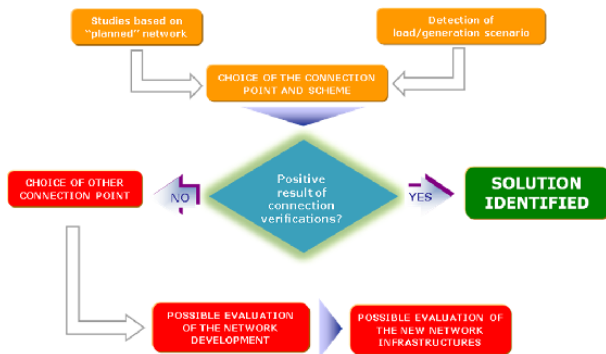 Studies based on
"planned" network
Detection of
load/generation scenario
CHOICE OF THE CONNECTION
POINT AND SCHEME
CHOICE OF OTHER
CONNECTION POINT
NO
Positive
result of
connection
verifications?
YES
SOLUTION
IDENTIFIED
POSSIBLE EVALUATION
OF THE NETWORK
DEVELOPMENT
POSSIBLE EVALUATION OF
THE NEW NETWORK
INFRASTRUCTURES